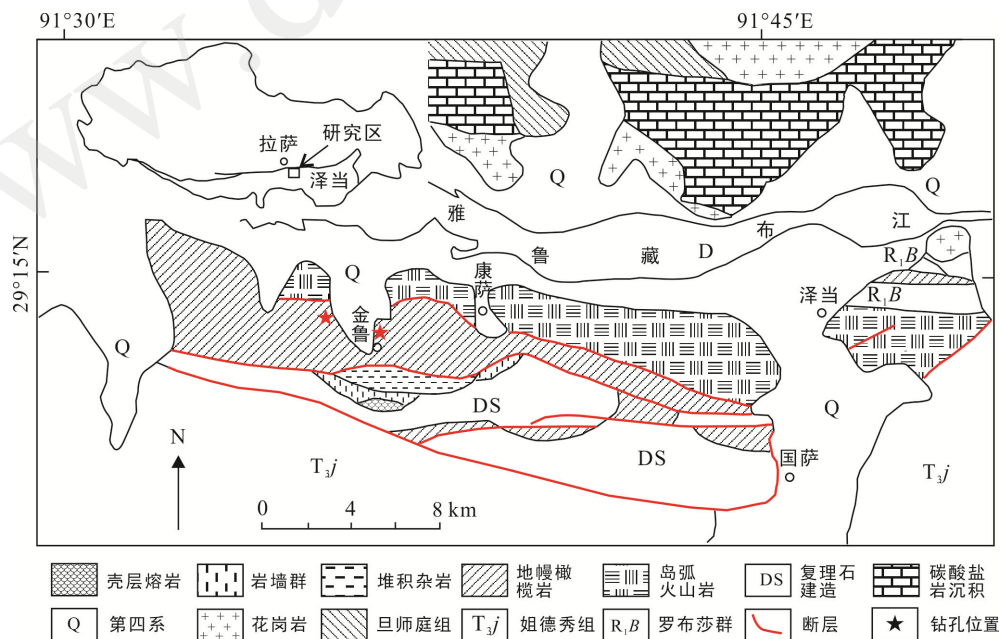 91°30′E
91°45′E
29°15′N
拉萨
研究区
泽当
Q
Q
雅
鲁
藏
D
布
江
R₁B
R₁B
Q
康萨
泽当
金鲁
Q
DS
Q
N
T₃j
DS
国萨
T₃j
0 4 8 km
壳层熔岩
岩墙群
堆积杂岩
地幔橄榄岩
岛弧火山岩
DS 复理石建造
碳酸盐岩沉积
Q 第四系
花岗岩
旦师庭组
T₃j 姐德秀组
R₁B 罗布莎群
断层
钻孔位置